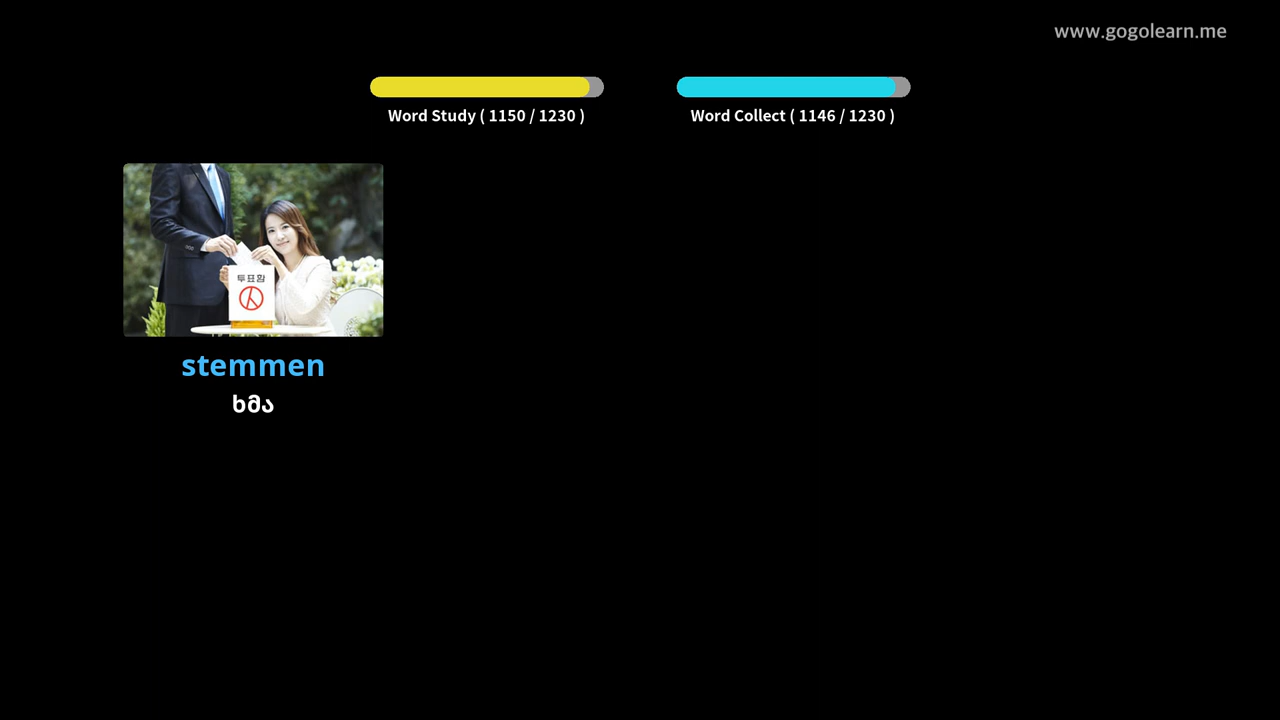 www.gogolearn.me
Word Study ( 1150 / 1230 )
Word Collect ( 1146 / 1230 )
투표함
stemmen
ხმა